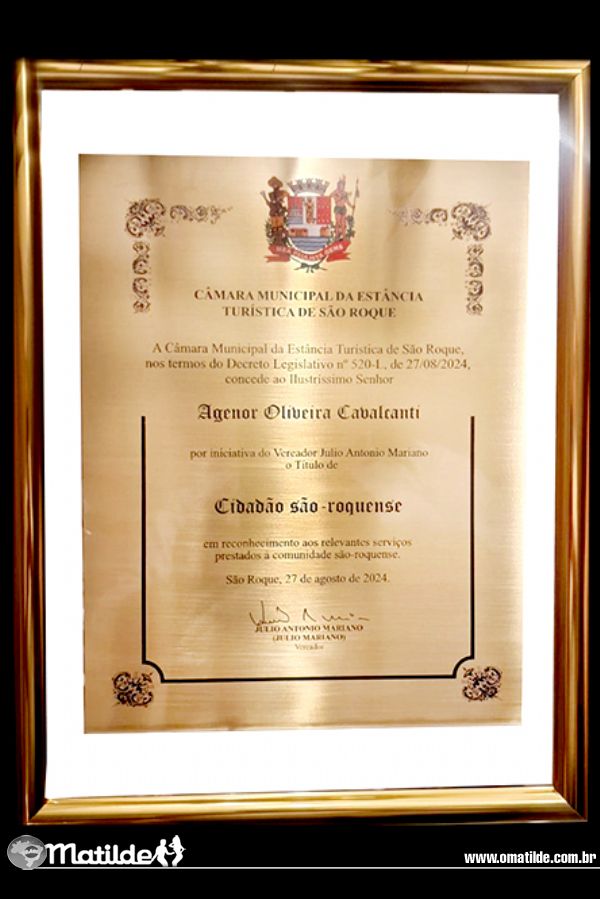 CÂMARA MUNICIPAL DA ESTÂNCIA
TURÍSTICA DE SÃO ROQUE
A Câmara Municipal da Estância Turística de São Roque,
nos termos do Decreto Legislativo nº 520-L, de 27/08/2024,
concede ao Ilustríssimo Senhor
Agenor Oliveira Cavalcanti
por iniciativa do Vereador Julio Antonio Mariano
o Título de
Cidadão são-roquense
em reconhecimento aos relevantes serviços
prestados à comunidade são-roquense.
São Roque, 27 de agosto de 2024.
JULIO ANTONIO MARIANO
(JULIO MARIANO)
Vereador
O Matilde
www.omatilde.com.br